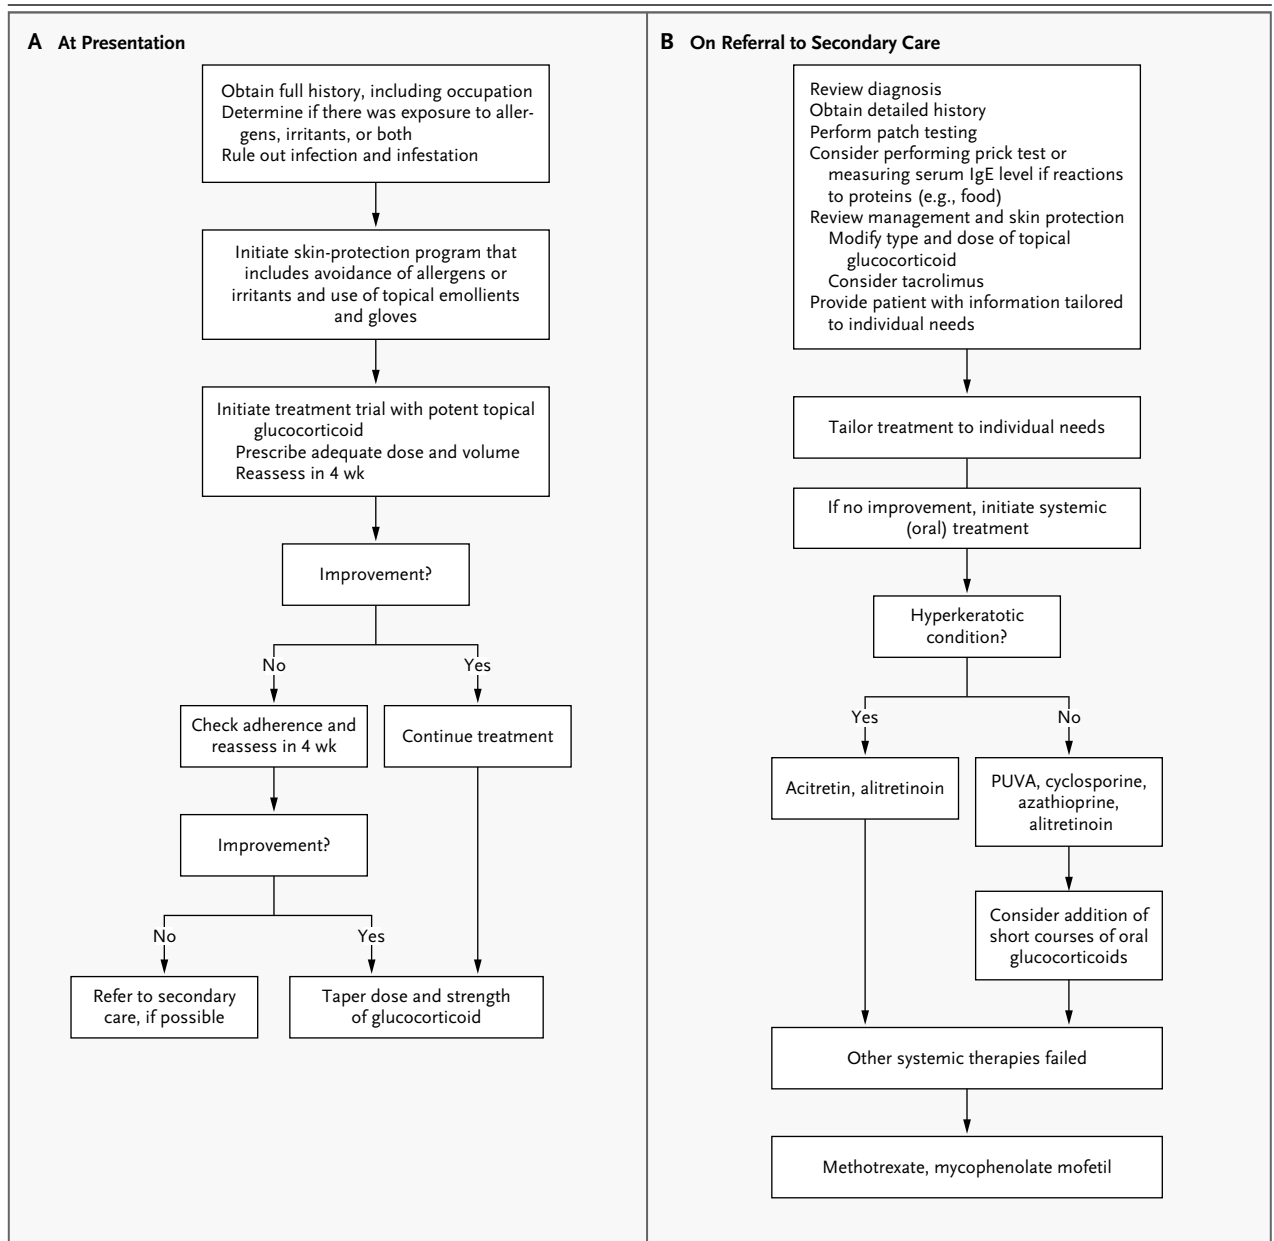 A At Presentation
Obtain full history, including occupation
Determine if there was exposure to aller-
gens, irritants, or both
Rule out infection and infestation
Initiate skin-protection program that
includes avoidance of allergens or
irritants and use of topical emollients
and gloves
Initiate treatment trial with potent topical
glucocorticoid
Prescribe adequate dose and volume
Reassess in 4 wk
Improvement?
No
Yes
Check adherence and
reassess in 4 wk
Continue treatment
Improvement?
No
Yes
Refer to secondary
care, if possible
Taper dose and strength
of glucocorticoid
B On Referral to Secondary Care
Review diagnosis
Obtain detailed history
Perform patch testing
Consider performing prick test or
measuring serum IgE level if reactions
to proteins (e.g., food)
Review management and skin protection
Modify type and dose of topical
glucocorticoid
Consider tacrolimus
Provide patient with information tailored
to individual needs
Tailor treatment to individual needs
If no improvement, initiate systemic
(oral) treatment
Hyperkeratotic
condition?
Yes
No
Acitretin, alitretinoin
PUVA, cyclosporine,
azathioprine,
alitretinoin
Consider addition of
short courses of oral
glucocorticoids
Other systemic therapies failed
Methotrexate, mycophenolate mofetil